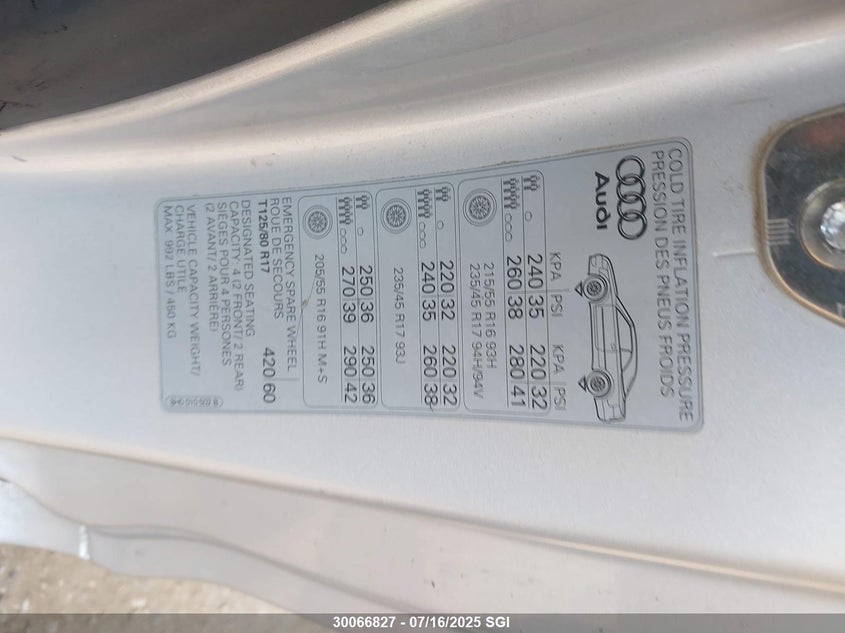 COLD TIRE INFLATION PRESSURE
PRESSION DES PNEUS FROIDS
Audi
KPA PSI KPA PSI
240 35 220 32
260 38 280 41
215/55 R16 93H
235/45 R17 94H/94V
220 32 220 32
240 35 260 38
235/45 R17 93J
250 36 250 36
270 39 290 42
205/55 R16 91H M+S
EMERGENCY SPARE WHEEL
ROUE DE SECOURS
T125/80 R17 420 60
DESIGNATED SEATING
CAPACITY 4 (2 FRONT/2 REAR)
SIÈGES POUR 4 PERSONES
(2 AVANT/2 ARRIERE)
VEHICLE CAPACITY WEIGHT/
CHARGE UTILE
MAX. 992 LBS / 450 KG
30066827 - 07/16/2025 SGI